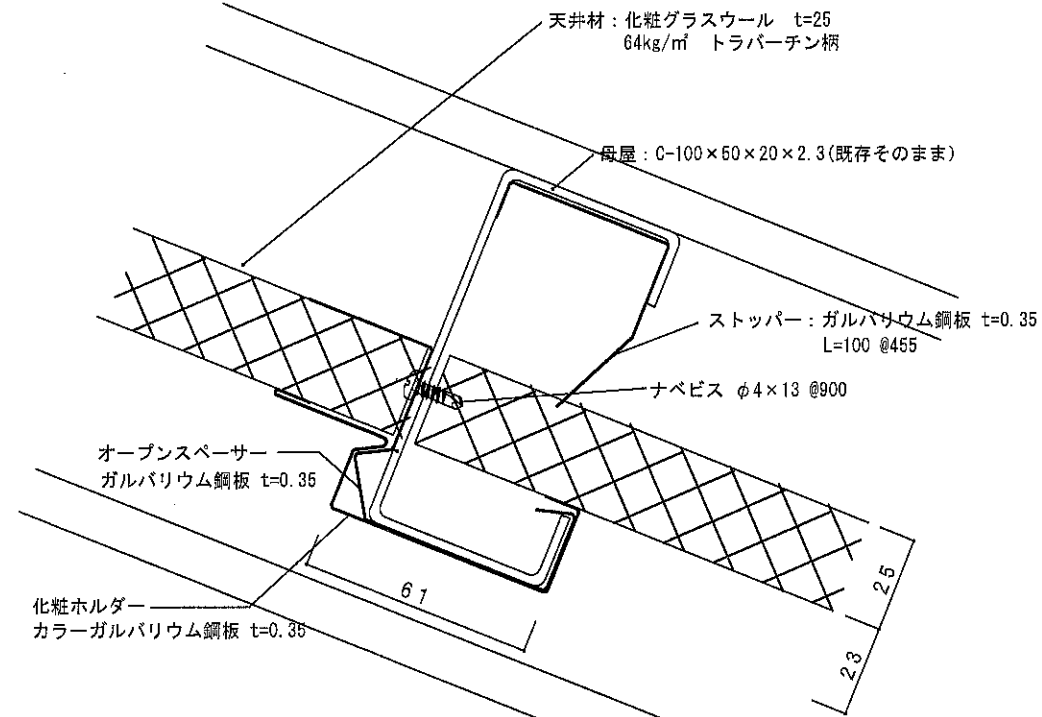 天井材：化粧グラスウール t=25
64kg/㎥ トラバーチン柄
母屋：C-100×50×20×2.3(既存そのまま)
ストッパー：ガルバリウム鋼板 t=0.35
L=100 @455
ナベビス φ4×13 @900
オープンスペーサー
ガルバリウム鋼板 t=0.35
化粧ホルダー
カラーガルバリウム鋼板 t=0.35
61
25
23